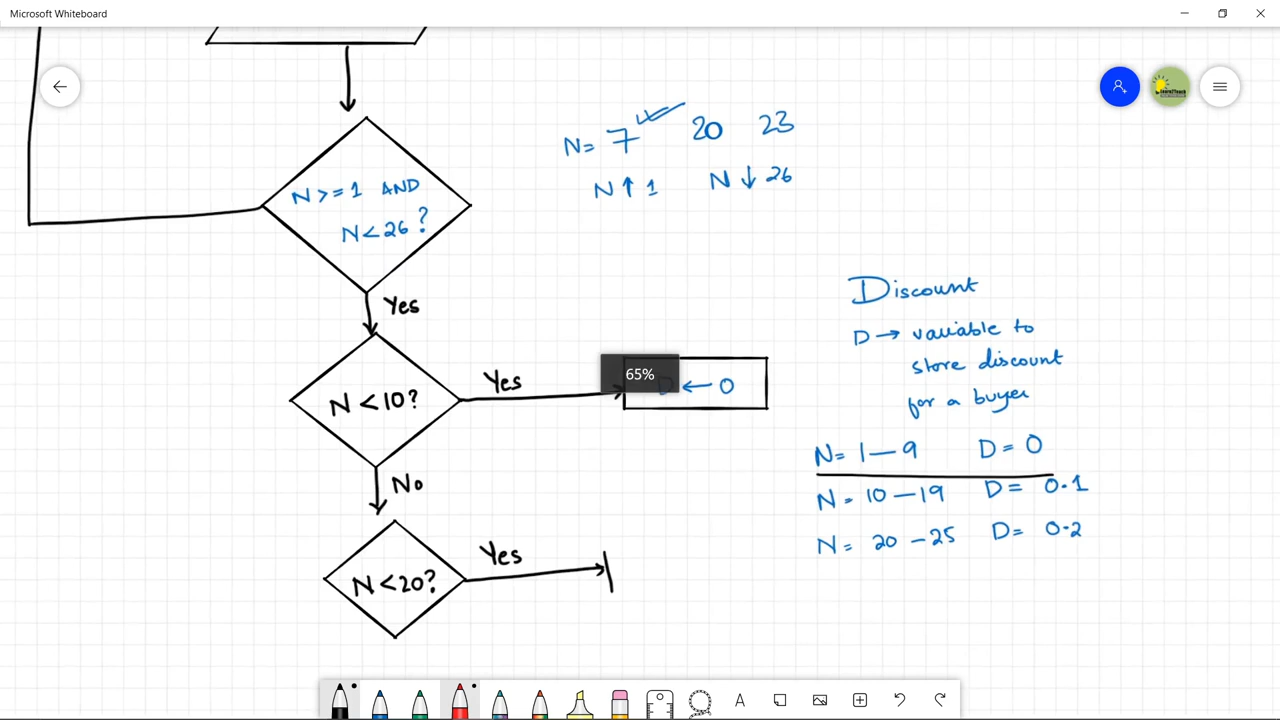 Microsoft Whiteboard
N = 7 20 23
N ↑ 1 N ↓ 26
N >= 1 AND
N < 26 ?
Yes
N < 10 ?
Yes
65%
D ← 0
No
N < 20 ?
Yes
Discount
D → variable to
store discount
for a buyer
N = 1 — 9 D = 0
N = 10 — 19 D = 0.1
N = 20 — 25 D = 0.2
A